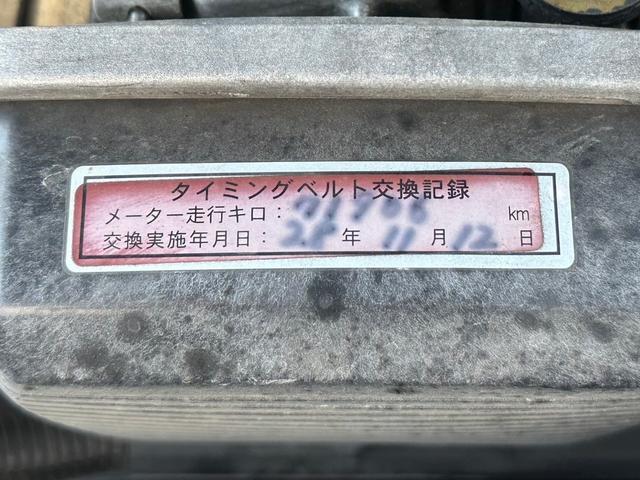 タイミングベルト交換記録
メーター走行キロ: km
交換実施年月日: 年 11 月 12 日